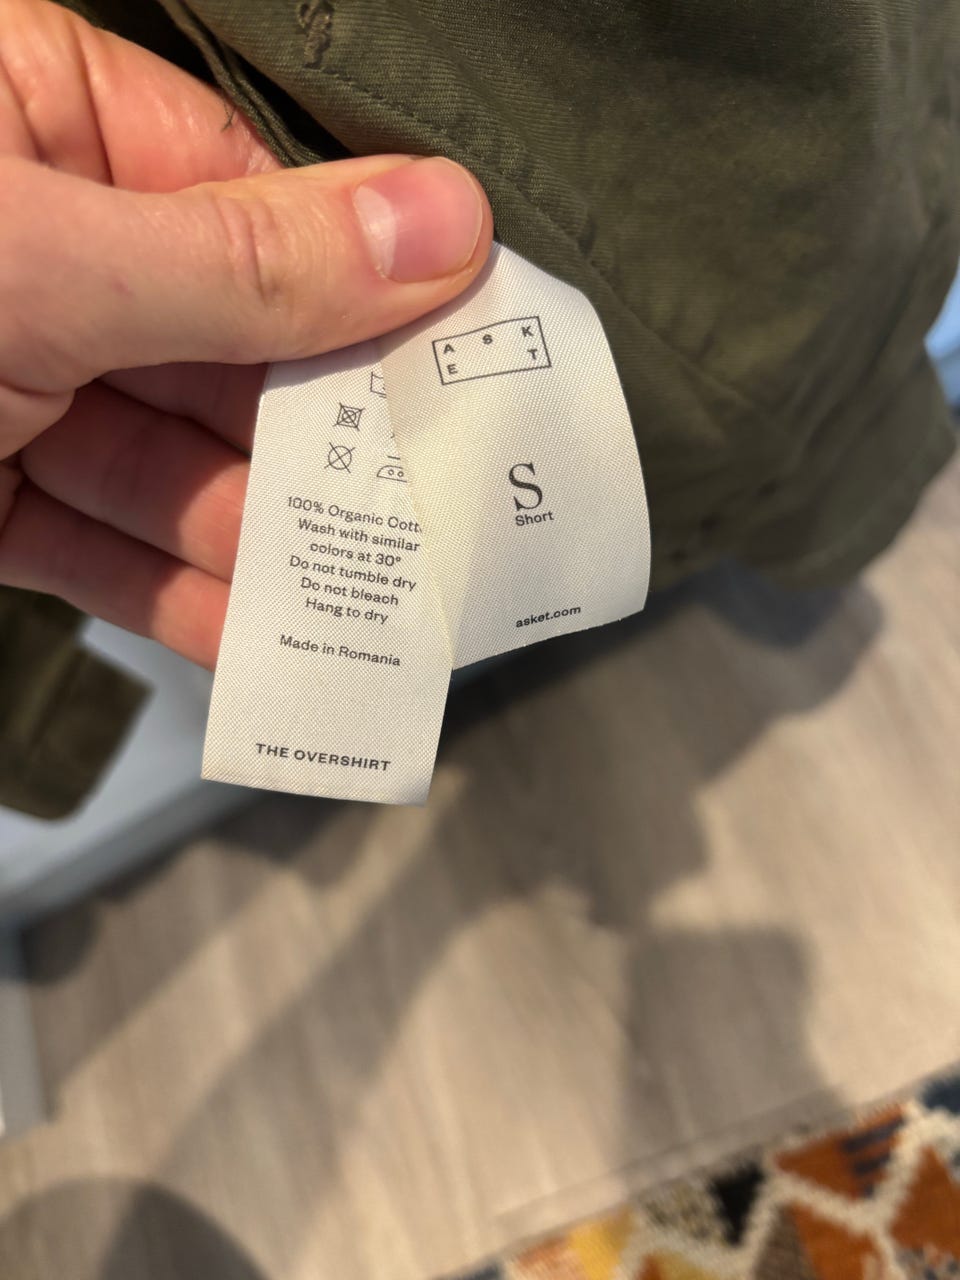 A S K
E T
S
Short
asket.com
100% Organic Cott
Wash with similar
colors at 30°
Do not tumble dry
Do not bleach
Hang to dry
Made in Romania
THE OVERSHIRT